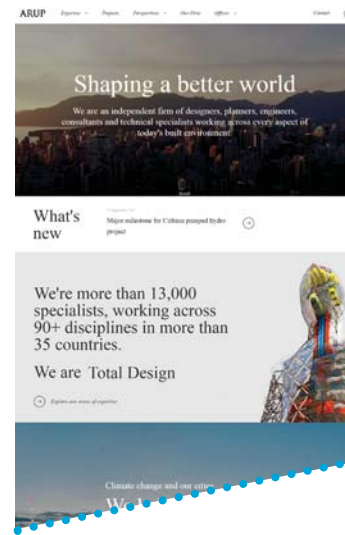 ARUP Expertise Projects Perspectives Our Firm Offices Contact
Shaping a better world
We are an independent firm of designers, planners, engineers,
consultants and technical specialists working across every aspect of
today's built environment.
What's
new
Major milestone for Cultana pumped hydro
project
We're more than 13,000
specialists, working across
90+ disciplines in more than
35 countries.
We are Total Design
Explore our areas of expertise
Climate change and our cities